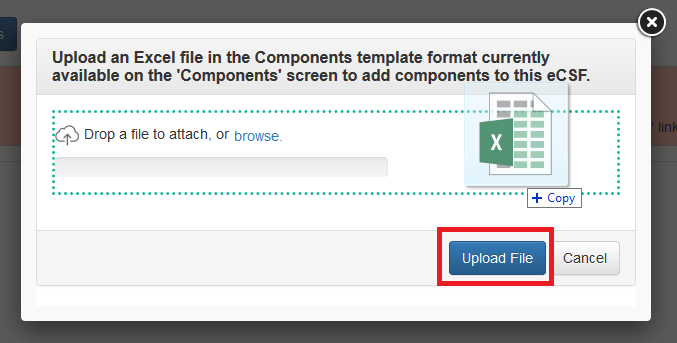 s
Upload an Excel file in the Components template format currently
available on the 'Components' screen to add components to this eCSF.
Drop a file to attach, or browse.
X
+ Copy
' link
Upload File Cancel